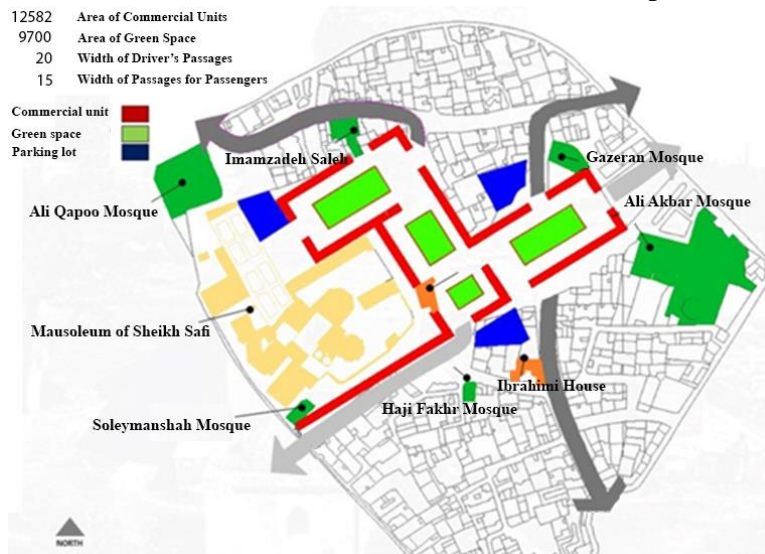 12582 Area of Commercial Units
9700 Area of Green Space
20 Width of Driver's Passages
15 Width of Passages for Passengers
Commercial unit
Green space
Parking lot
Imamzadeh Saleh
Gazeran Mosque
Ali Qapoo Mosque
Ali Akbar Mosque
Mausoleum of Sheikh Safi
Ibrahimi House
Haji Fakhr Mosque
Soleymanshah Mosque
NORTH